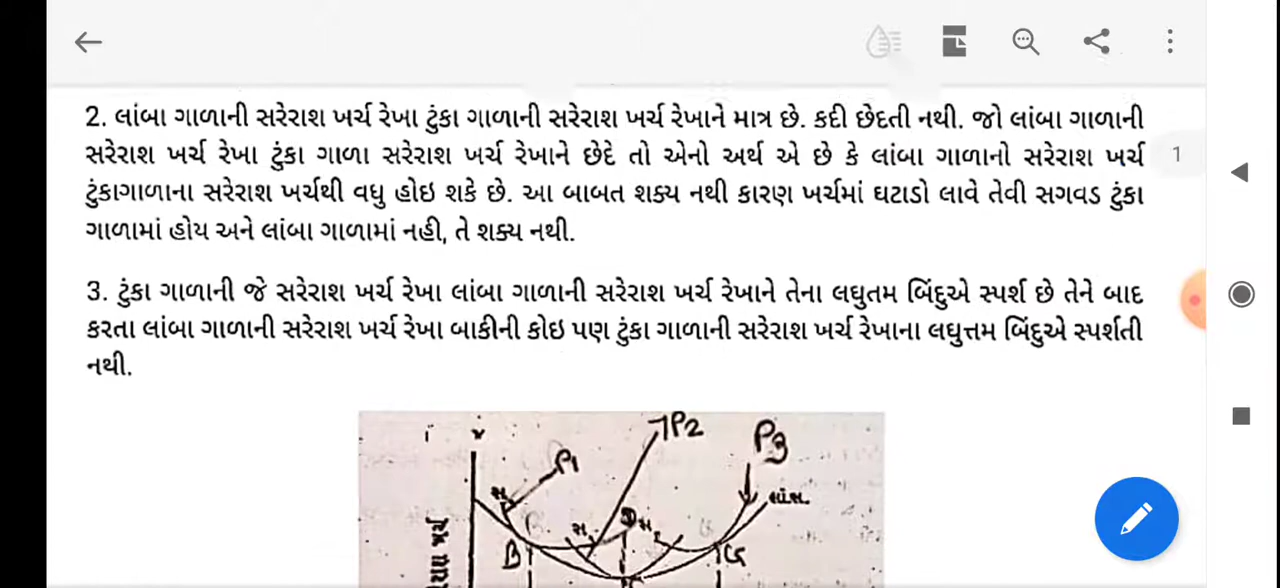 2. લાંબા ગાળાની સરેરાશ ખર્ચ રેખા ટુંકા ગાળાની સરેરાશ ખર્ચ રેખાને માત્ર છે. કદી છેદતી નથી. જો લાંબા ગાળાની
સરેરાશ ખર્ચ રેખા ટુંકા ગાળા સરેરાશ ખર્ચ રેખાને છેદે તો એનો અર્થ એ છે કે લાંબા ગાળાનો સરેરાશ ખર્ચ
1
ટુંકાગાળાના સરેરાશ ખર્ચથી વધુ હોઇ શકે છે. આ બાબત શક્ય નથી કારણ ખર્ચમાં ઘટાડો લાવે તેવી સગવડ ટુંકા
ગાળામાં હોય અને લાંબા ગાળામાં નહી, તે શક્ય નથી.
3. ટુંકા ગાળાની જે સરેરાશ ખર્ચ રેખા લાંબા ગાળાની સરેરાશ ખર્ચ રેખાને તેના લઘુતમ બિંદુએ સ્પર્શ છે તેને બાદ
કરતા લાંબા ગાળાની સરેરાશ ખર્ચ રેખા બાકીની કોઇ પણ ટુંકા ગાળાની સરેરાશ ખર્ચ રેખાના લઘુત્તમ બિંદુએ સ્પર્શતી
નથી.
P2
P3
P1
લાંસ.
D
B
G
ખર્ચ